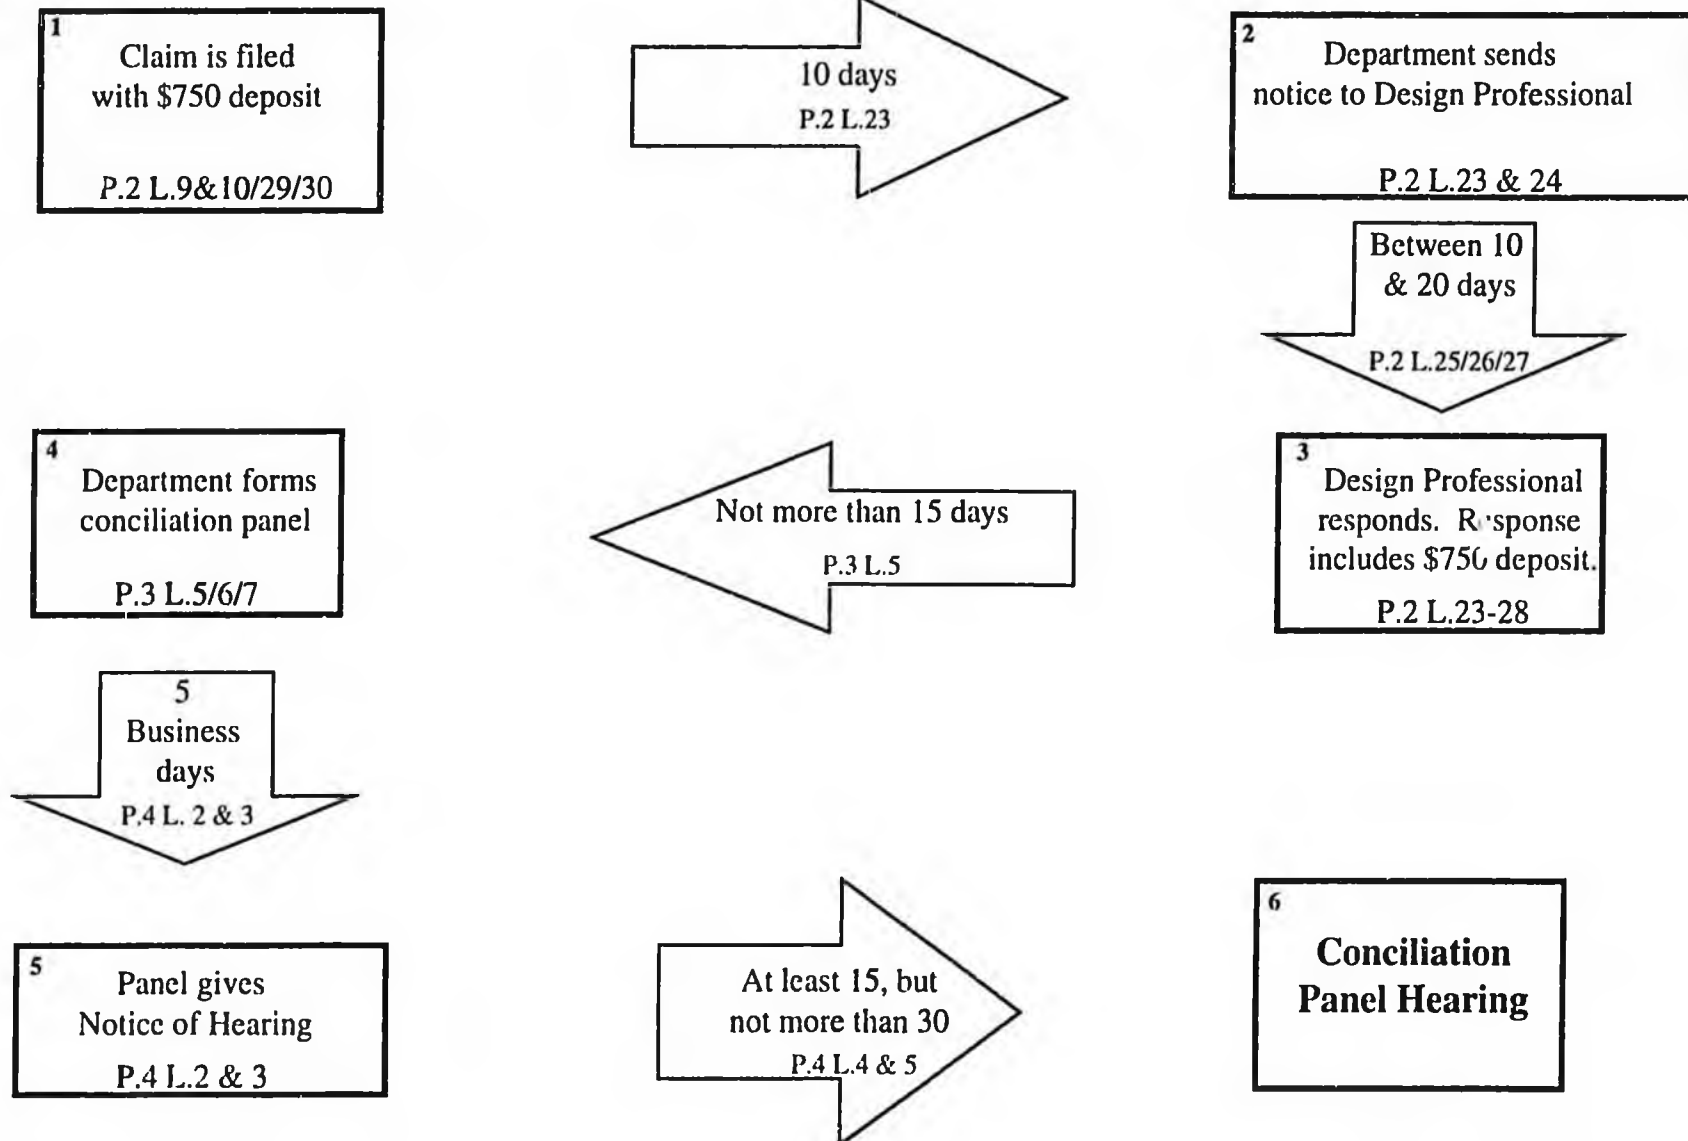 1
Claim is filed
with $750 deposit
P.2 L.9&10/29/30
10 days
P.2 L.23
2
Department sends
notice to Design Professional
P.2 L.23 & 24
Between 10
& 20 days
P.2 L.25/26/27
3
Design Professional
responds. Response
includes $750 deposit.
P.2 L.23-28
Not more than 15 days
P.3 L.5
4
Department forms
conciliation panel
P.3 L.5/6/7
5
Business
days
P.4 L. 2 & 3
5
Panel gives
Notice of Hearing
P.4 L.2 & 3
At least 15, but
not more than 30
P.4 L.4 & 5
6
Conciliation
Panel Hearing